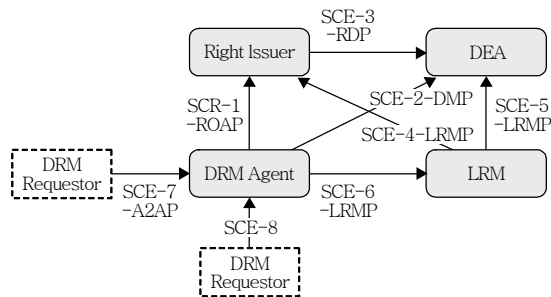 SCE-3
-RDP
Right Issuer
DEA
SCR-1
-ROAP
SCE-2-DMP
SCE-5
-LRMP
SCE-4-LRMP
DRM
Requestor
DRM Agent
LRM
SCE-7
-A2AP
SCE-6
-LRMP
SCE-8
DRM
Requestor